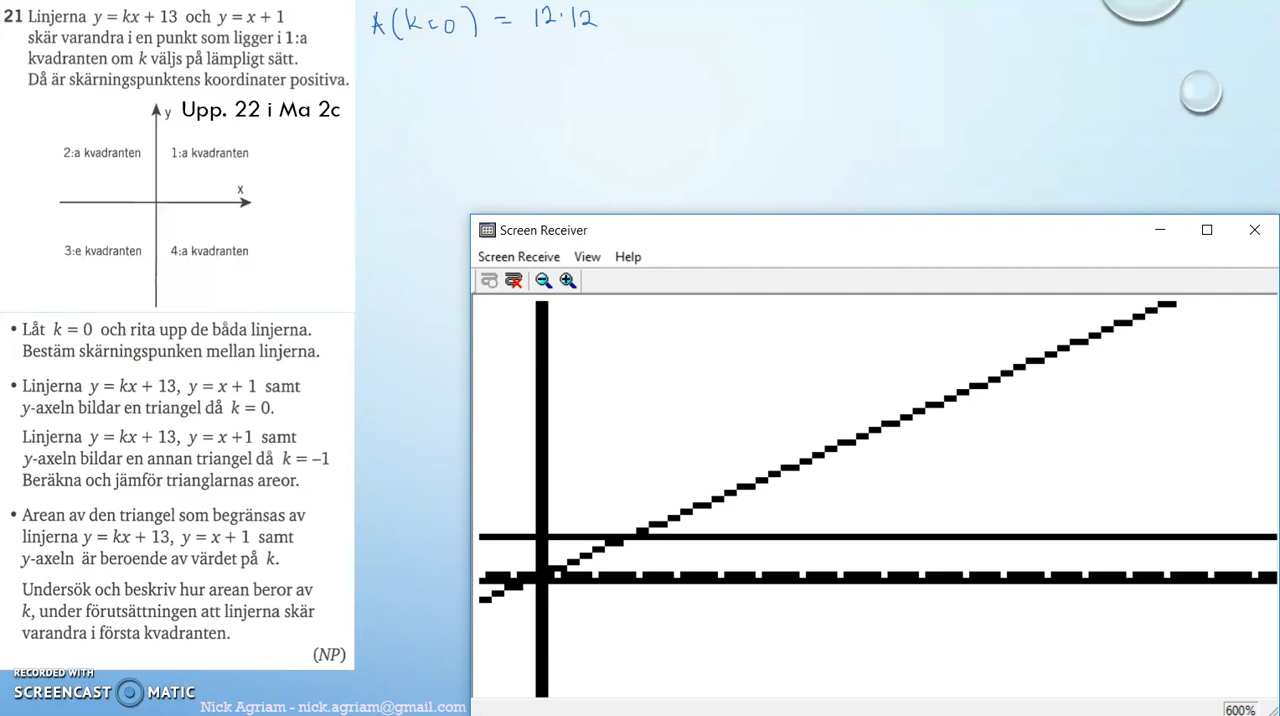 21 Linjerna y = kx + 13 och y = x + 1
skär varandra i en punkt som ligger i 1:a
kvadranten om k väljs på lämpligt sätt.
Då är skärningspunktens koordinater positiva.
y Upp. 22 i Ma 2c
2:a kvadranten 1:a kvadranten
x
3:e kvadranten 4:a kvadranten
• Låt k = 0 och rita upp de båda linjerna.
Bestäm skärningspunken mellan linjerna.
• Linjerna y = kx + 13, y = x + 1 samt
y-axeln bildar en triangel då k = 0.
Linjerna y = kx + 13, y = x +1 samt
y-axeln bildar en annan triangel då k = –1
Beräkna och jämför trianglarnas areor.
• Arean av den triangel som begränsas av
linjerna y = kx + 13, y = x + 1 samt
y-axeln är beroende av värdet på k.
Undersök och beskriv hur arean beror av
k, under förutsättningen att linjerna skär
varandra i första kvadranten.
(NP)
A(k=0) = 12·12
Screen Receiver
Screen Receive View Help
600%
RECORDED WITH
SCREENCAST MATIC
Nick Agriam - nick.agriam@gmail.com